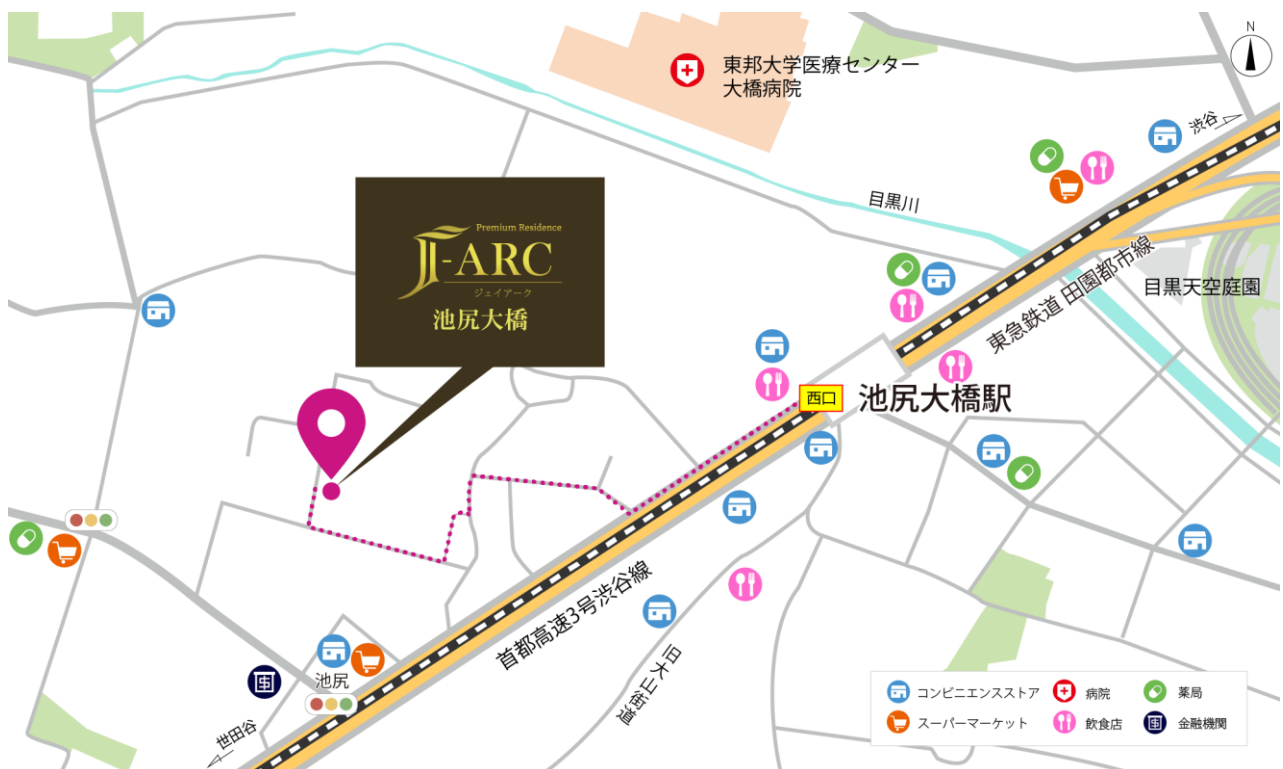 N
東邦大学医療センター
大橋病院
渋谷
目黒川
Premium Residence
J-ARC
ジェイアーク
池尻大橋
東急鉄道 田園都市線
目黒天空庭園
西口
池尻大橋駅
首都高速3号渋谷線
旧大山街道
池尻
世田谷
コンビニエンスストア
病院
薬局
スーパーマーケット
飲食店
金融機関